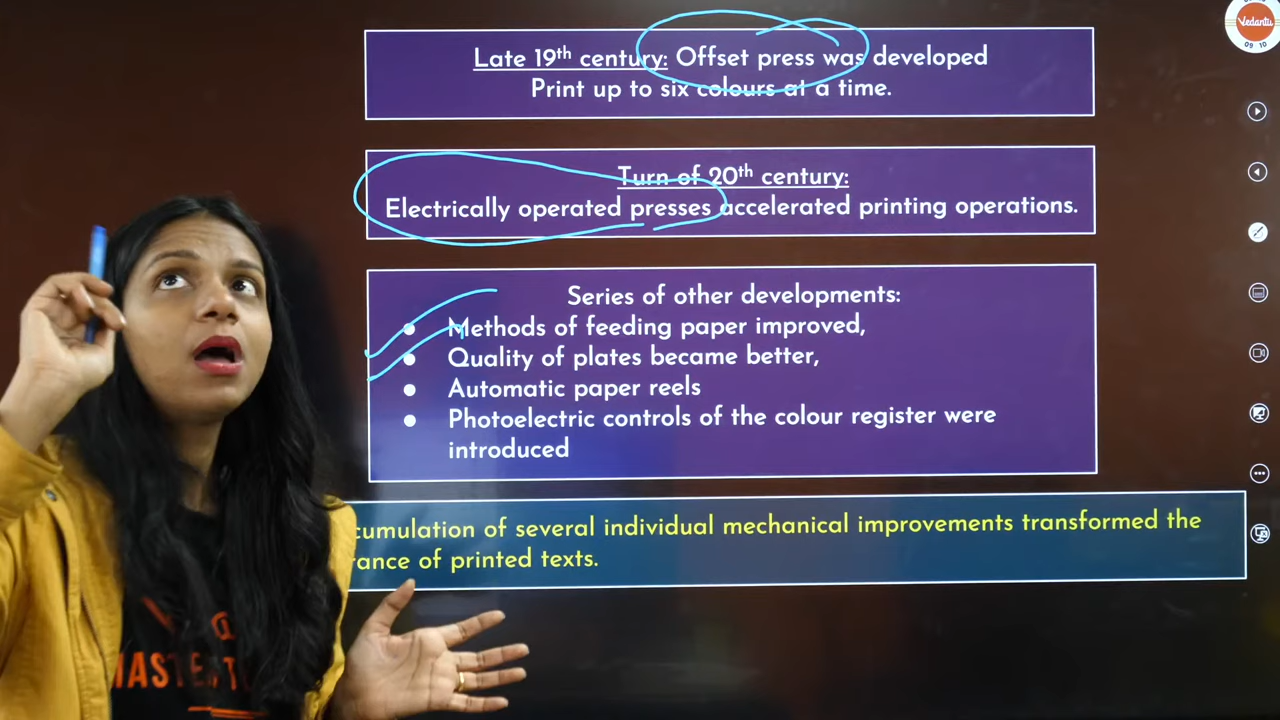 Vedantu
09 10
Late 19th century: Offset press was developed
Print up to six colours at a time.
Turn of 20th century:
Electrically operated presses accelerated printing operations.
Series of other developments:
● Methods of feeding paper improved,
● Quality of plates became better,
● Automatic paper reels
● Photoelectric controls of the colour register were
introduced
cumulation of several individual mechanical improvements transformed the
rance of printed texts.